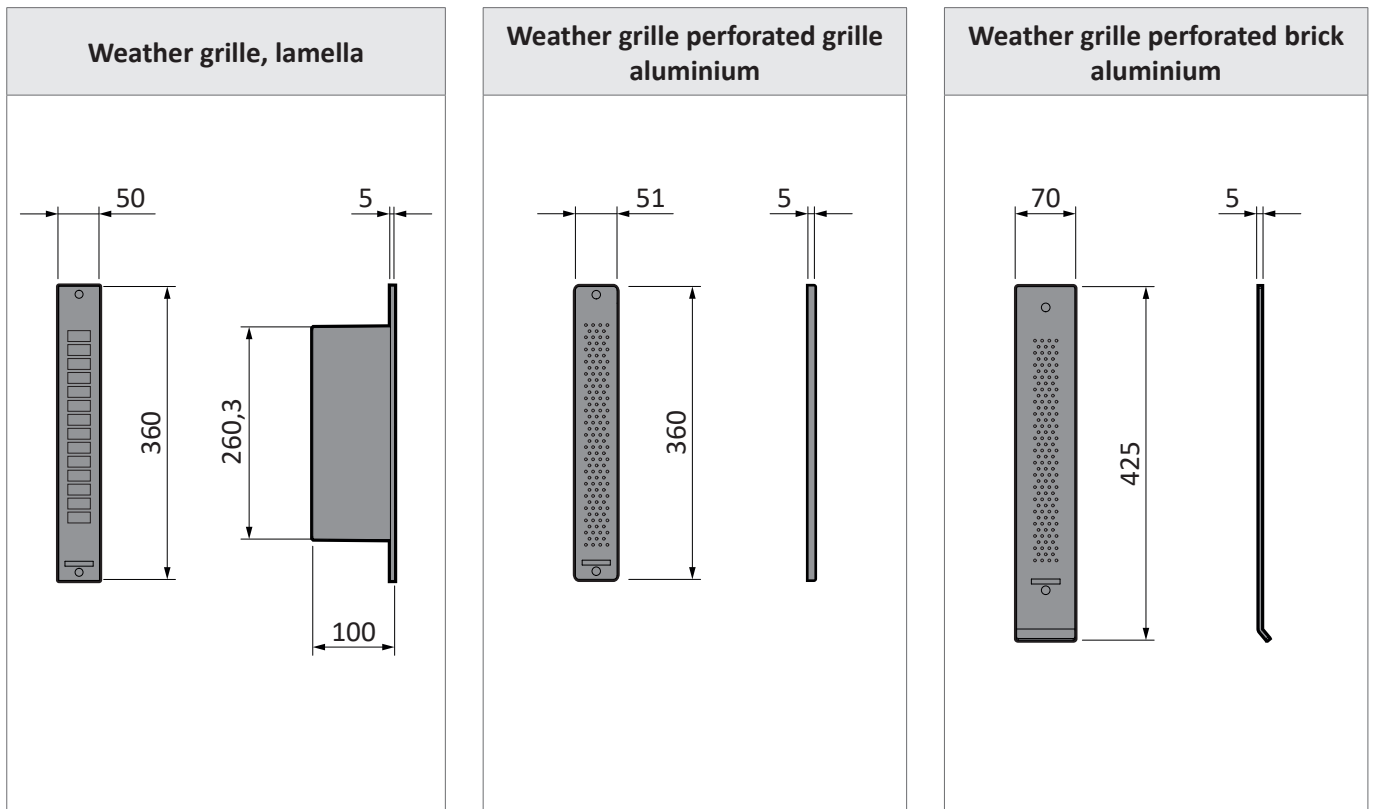 Weather grille, lamella
50
5
360
260,3
100
Weather grille perforated grille
aluminium
51
5
360
Weather grille perforated brick
aluminium
70
5
425